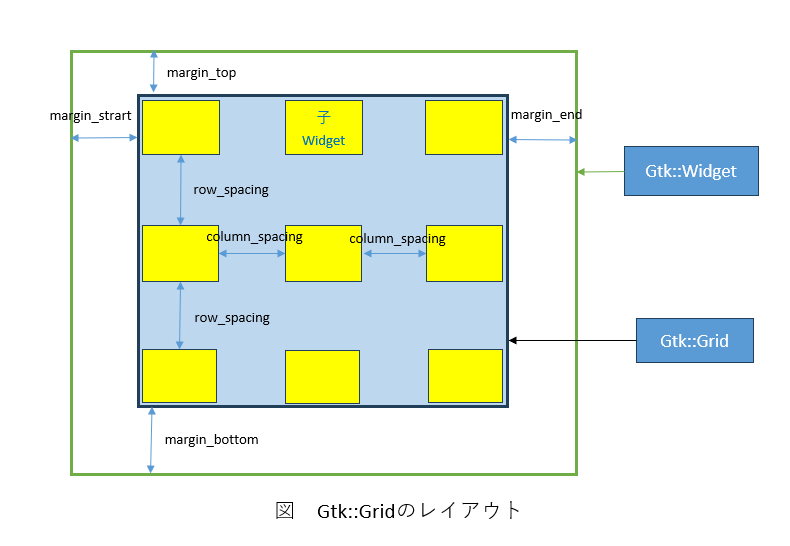 margin_top
margin_strart
margin_end
子
Widget
Gtk::Widget
row_spacing
column_spacing
column_spacing
row_spacing
Gtk::Grid
margin_bottom
図　Gtk::Gridのレイアウト